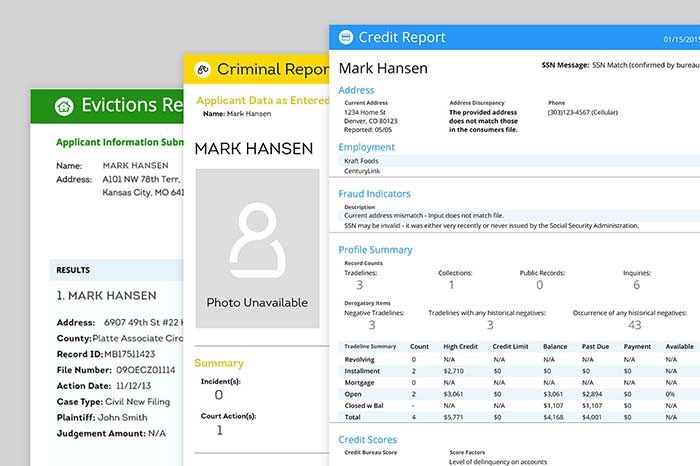 Evictions Re
Applicant Information Subm
Name: MARK HANSEN
Address: A101 NW 78th Terr,
Kansas City, MO 641
RESULTS
1. MARK HANSEN
Address: 6907 49th St #22
County: Platte Associate Circ
Record ID: MB17511423
File Number: 09OECZ01114
Action Date: 11/12/13
Case Type: Civil New Filing
Plaintiff: John Smith
Judgement Amount: N/A
Criminal Repor
Applicant Data as Entered
Name: Mark Hansen
MARK HANSEN
Photo Unavailable
Summary
Incident(s):
0
Court Action(s):
1
Credit Report
01/15/2015
Mark Hansen
SSN Message: SSN Match (confirmed by bureau
Address
Current Address Address Discrepancy Phone
1234 Home St The provided address (303)123-4567 (Cellular)
Denver, CO 80123 does not match those
Reported: 05/05 in the consumers file.
Employment
Kraft Foods
CenturyLink
Fraud Indicators
Description
Current address mismatch - Input does not match file.
SSN may be invalid - it was either very recently or never issued by the Social Security Administration.
Profile Summary
Record Counts
Tradelines: Collections: Public Records: Inquiries:
3 1 0 6
Derogatory Items
Negative Tradelines: Tradelines with any historical negatives: Occurrence of any historical negatives:
3 3 43
Tradeline Summary Count High Credit Credit Limit Balance Past Due Payment Available
Revolving 0 N/A N/A N/A N/A N/A N/A
Installment 2 $2,710 $0 $0 $0 $0 N/A
Mortgage 0 N/A N/A N/A N/A N/A N/A
Open 2 $3,061 $0 $3,061 $2,894 $0 0%
Closed w Bal - N/A N/A $1,107 $1,107 $0 N/A
Total 4 $5,771 $0 $4,168 $4,001 $0 N/A
Credit Scores
Credit Bureau Score Score Factors
Level of delinquency on accounts